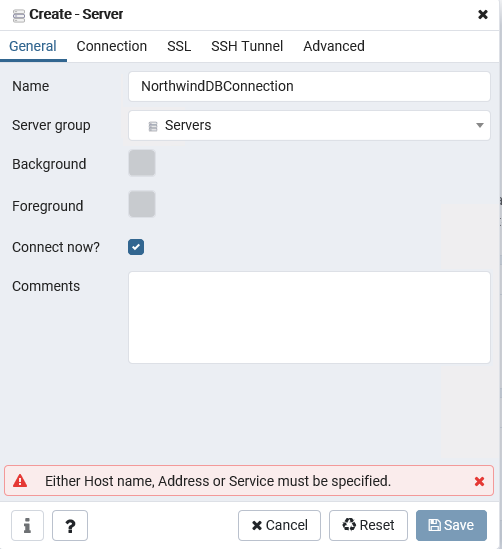 Create - Server
General Connection SSL SSH Tunnel Advanced
Name NorthwindDBConnection
Server group Servers
Background
Foreground
Connect now?
Comments
Either Host name, Address or Service must be specified.
i ? Cancel Reset Save